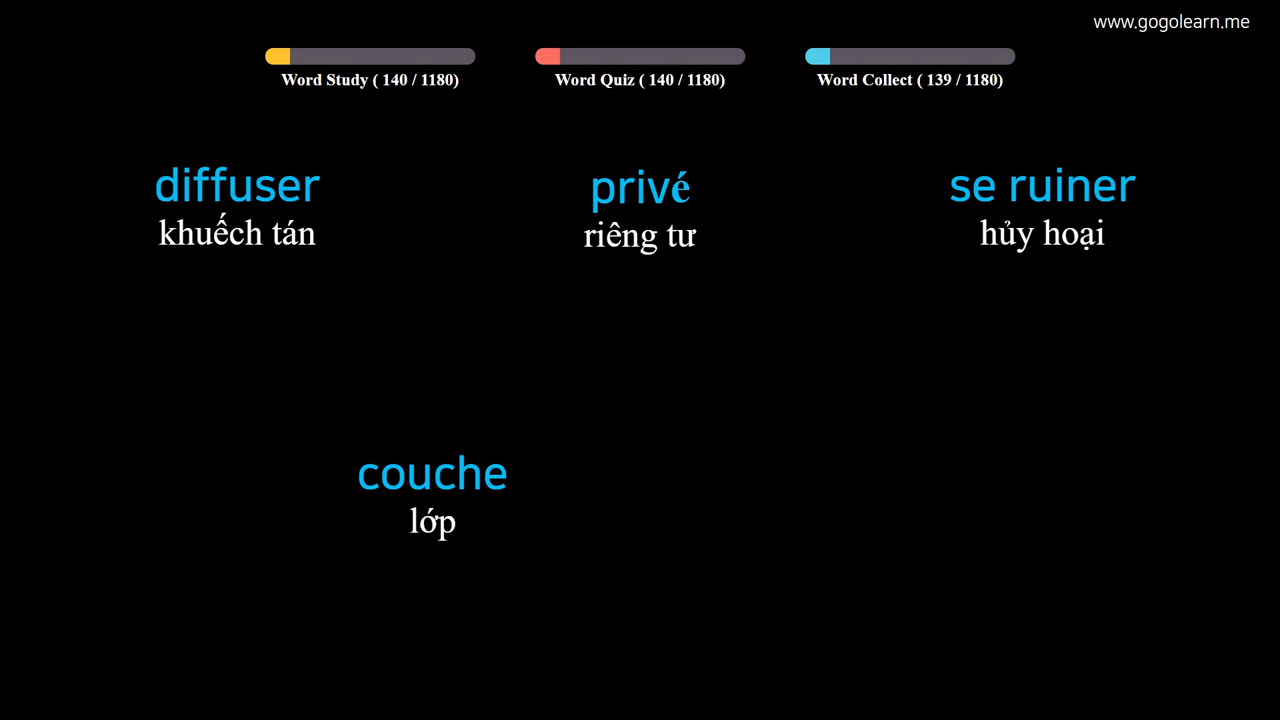 www.gogolearn.me
Word Study ( 140 / 1180)
Word Quiz ( 140 / 1180)
Word Collect ( 139 / 1180)
diffuser
khuếch tán
privé
riêng tư
se ruiner
hủy hoại
couche
lớp